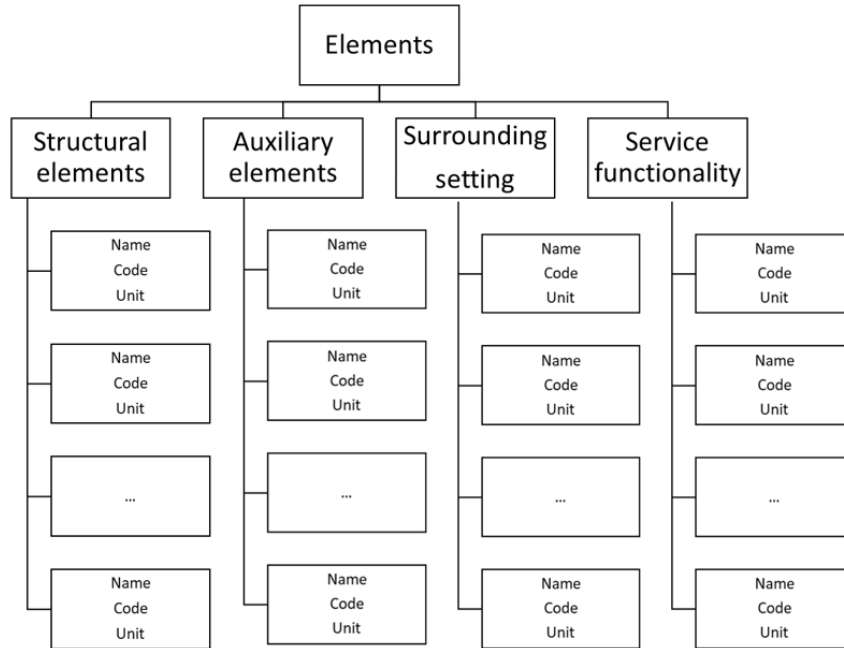 Elements
Structural
elements
Auxiliary
elements
Surrounding
setting
Service
functionality
Name
Code
Unit
Name
Code
Unit
...
Name
Code
Unit
Name
Code
Unit
Name
Code
Unit
...
Name
Code
Unit
Name
Code
Unit
Name
Code
Unit
...
Name
Code
Unit
Name
Code
Unit
Name
Code
Unit
...
Name
Code
Unit